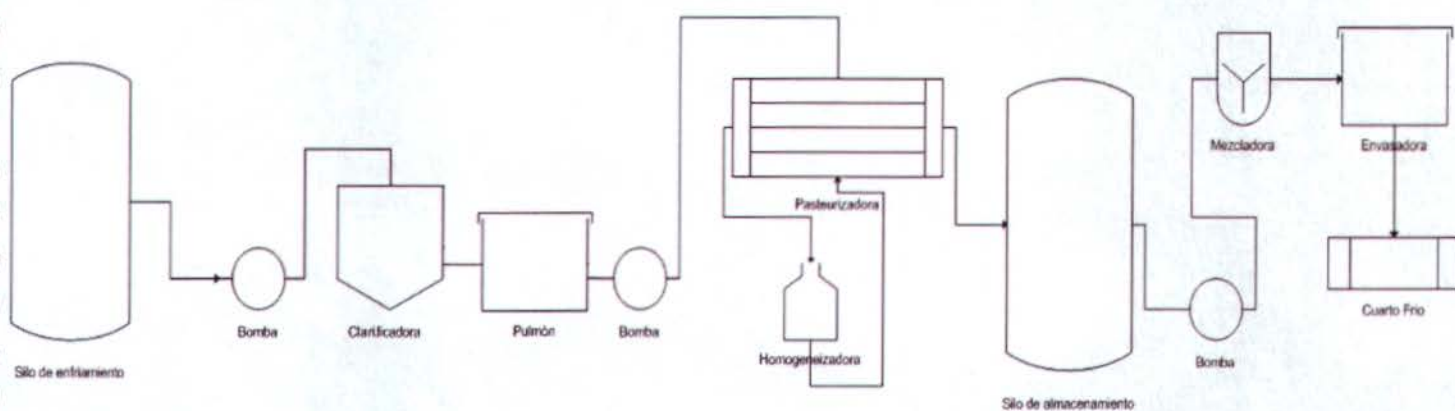 Silo de enfriamiento
Bomba
Clarificadora
Pulmón
Bomba
Pasteurizadora
Homogeneizadora
Silo de almacenamiento
Bomba
Mezcladora
Envasadora
Cuarto Frio